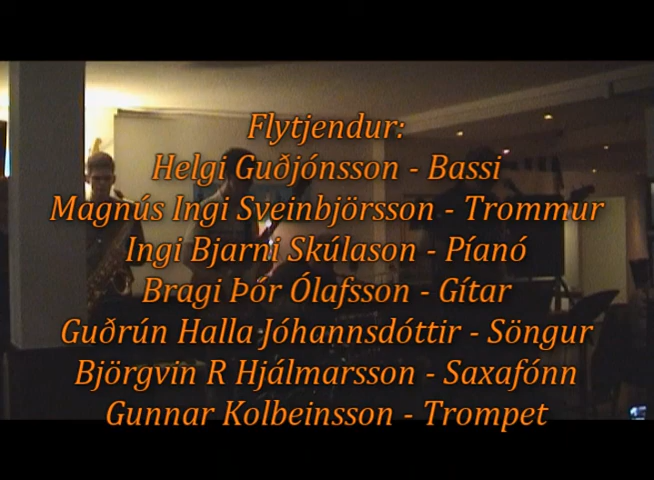 Flytjendur:
Helgi Guðjónsson - Bassi
Magnús Ingi Sveinbjörsson - Trommur
Ingi Bjarni Skúlason - Píanó
Bragi Þór Ólafsson - Gítar
Guðrún Halla Jóhannsdóttir - Söngur
Björgvin R Hjálmarsson - Saxafónn
Gunnar Kolbeinsson - Trompet